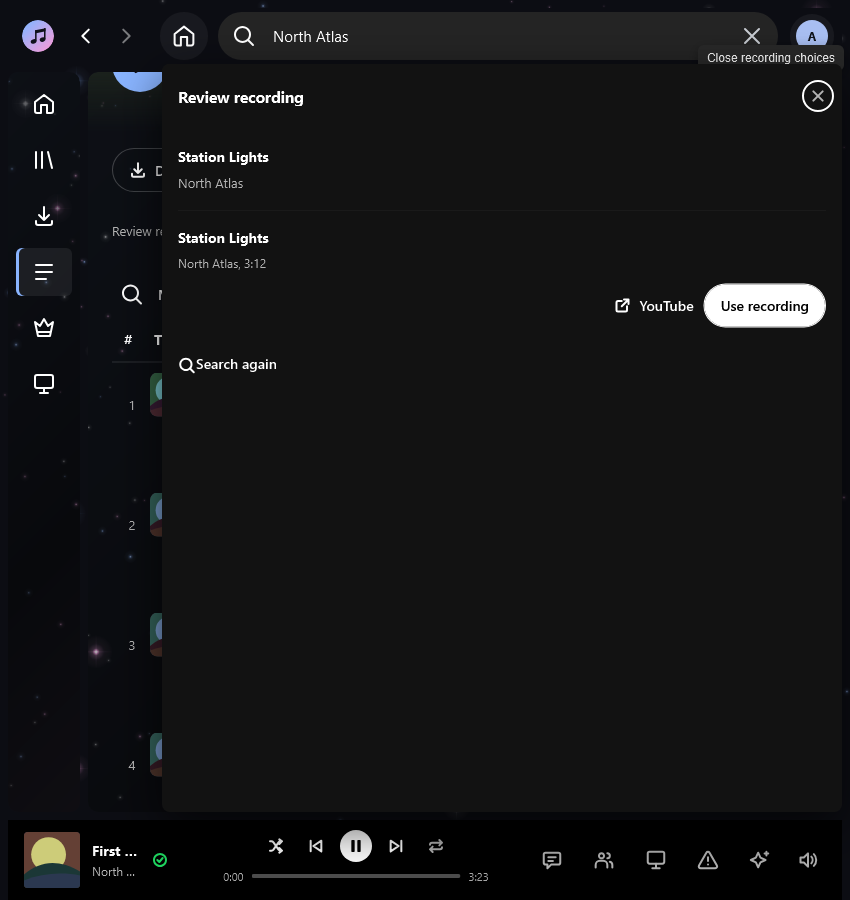 North Atlas
A
Close recording choices
Review recording
Station Lights
North Atlas
Station Lights
North Atlas, 3:12
YouTube
Use recording
Search again
D
Review re
#
T
1
2
3
4
First ...
North ...
0:00
3:23